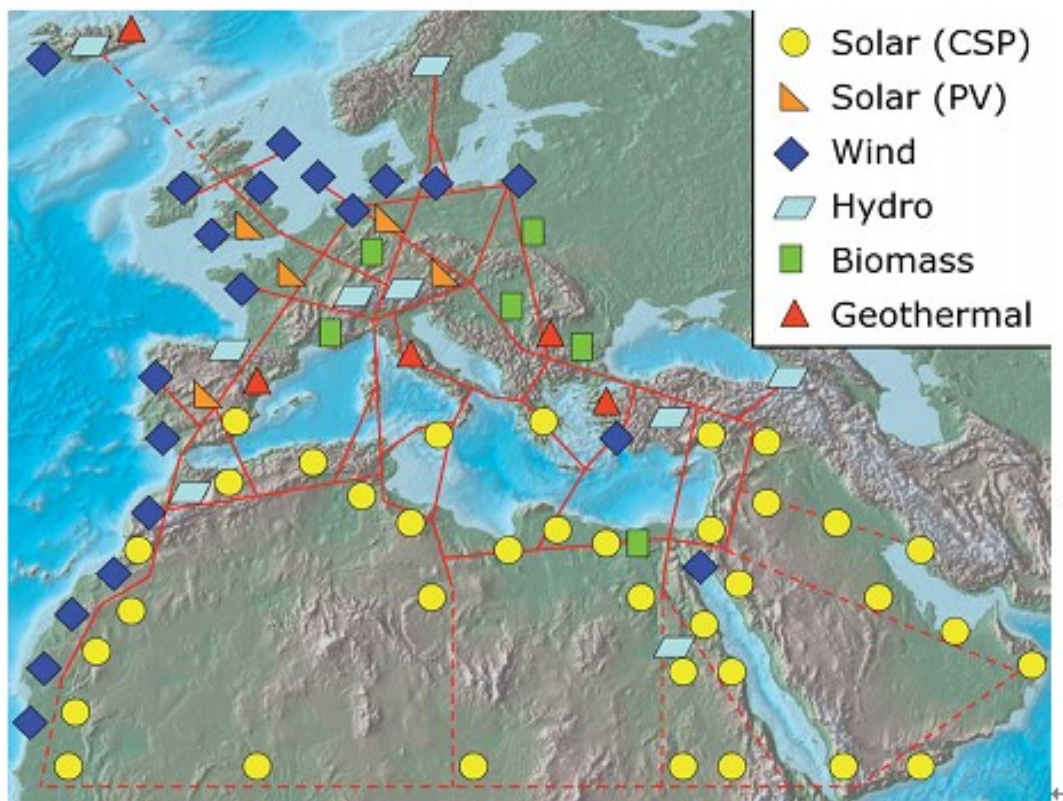 Solar (CSP)
Solar (PV)
Wind
Hydro
Biomass
Geothermal